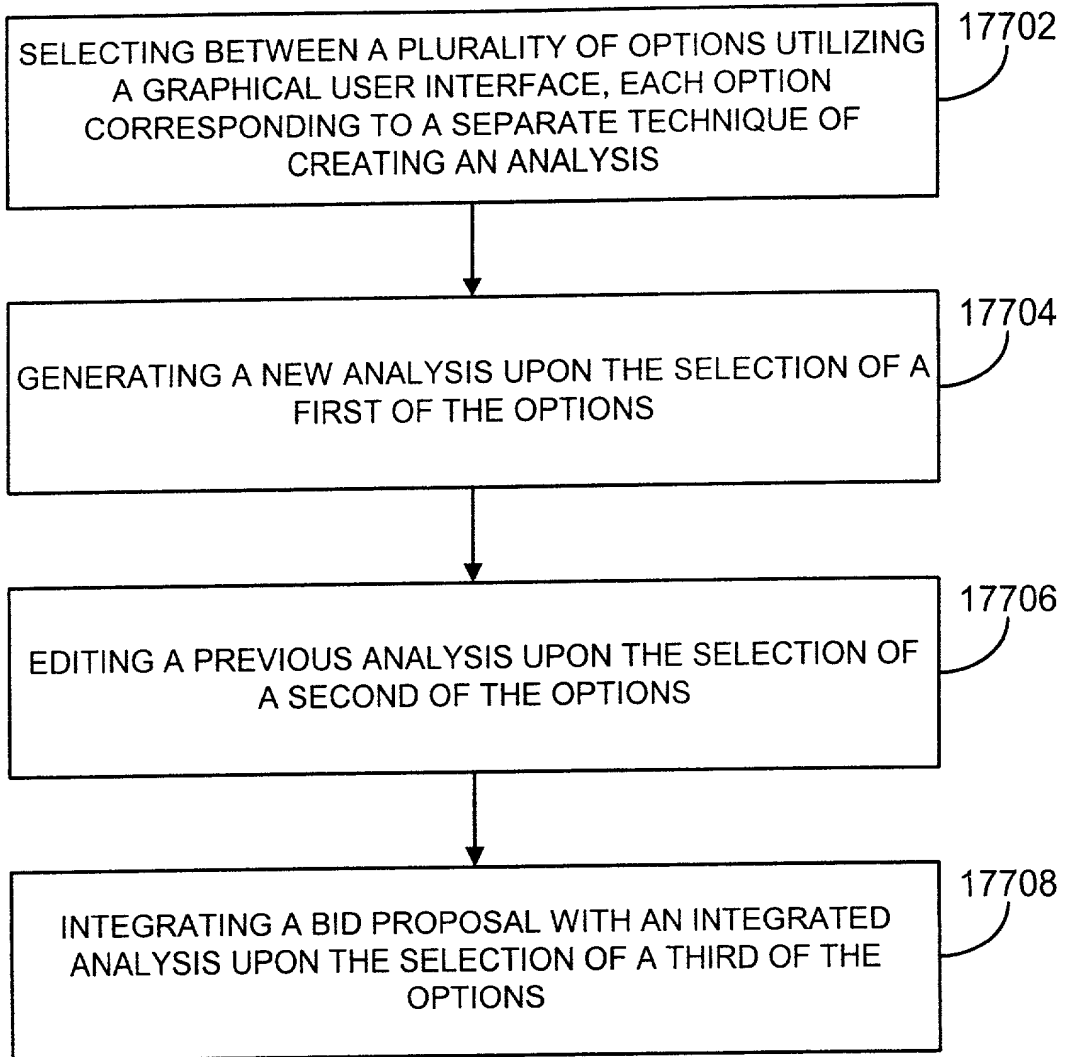 17702
SELECTING BETWEEN A PLURALITY OF OPTIONS UTILIZING
A GRAPHICAL USER INTERFACE, EACH OPTION
CORRESPONDING TO A SEPARATE TECHNIQUE OF
CREATING AN ANALYSIS
17704
GENERATING A NEW ANALYSIS UPON THE SELECTION OF A
FIRST OF THE OPTIONS
17706
EDITING A PREVIOUS ANALYSIS UPON THE SELECTION OF
A SECOND OF THE OPTIONS
17708
INTEGRATING A BID PROPOSAL WITH AN INTEGRATED
ANALYSIS UPON THE SELECTION OF A THIRD OF THE
OPTIONS